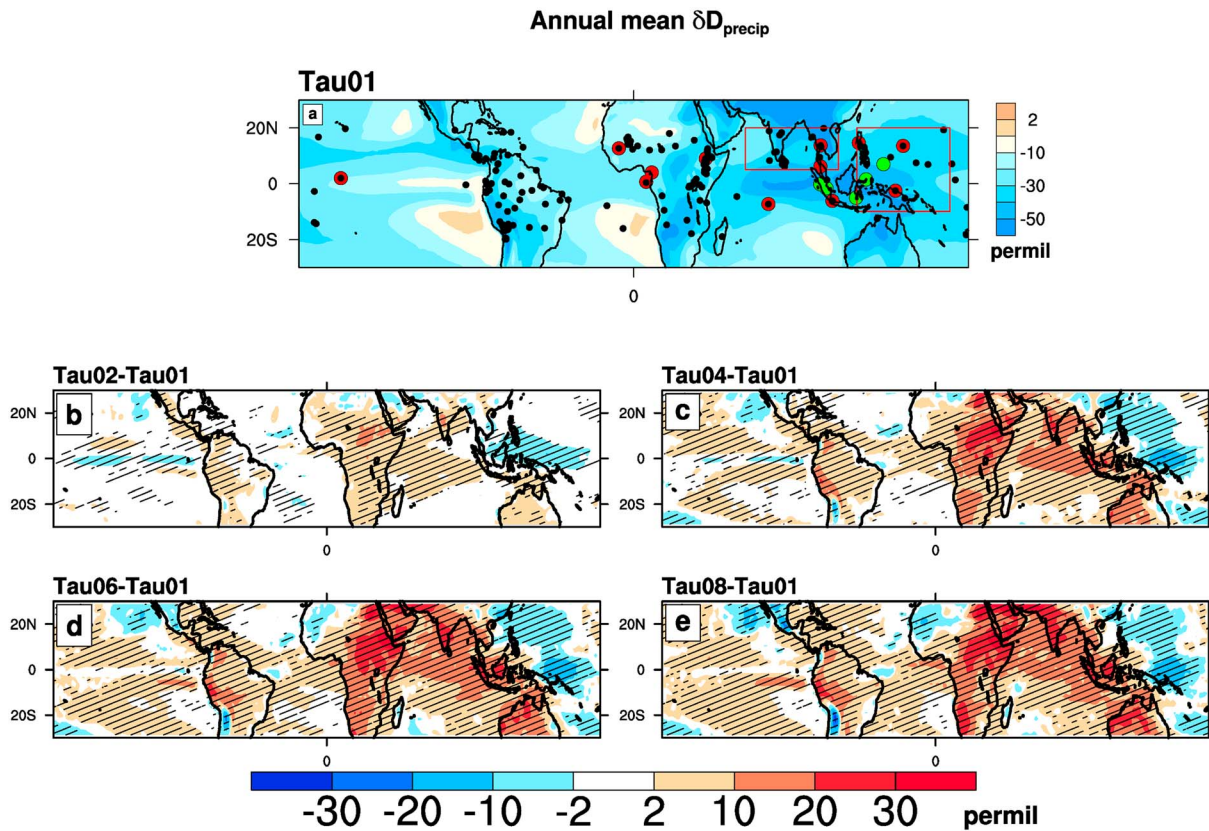 Annual mean δDprecip
Tau01
a
20N
0
20S
0
2
-10
-30
-50
permil
Tau02-Tau01
b
20N
0
20S
0
Tau04-Tau01
c
20N
0
20S
0
Tau06-Tau01
d
20N
0
20S
0
Tau08-Tau01
e
20N
0
20S
0
-30 -20 -10 -2 2 10 20 30 permil